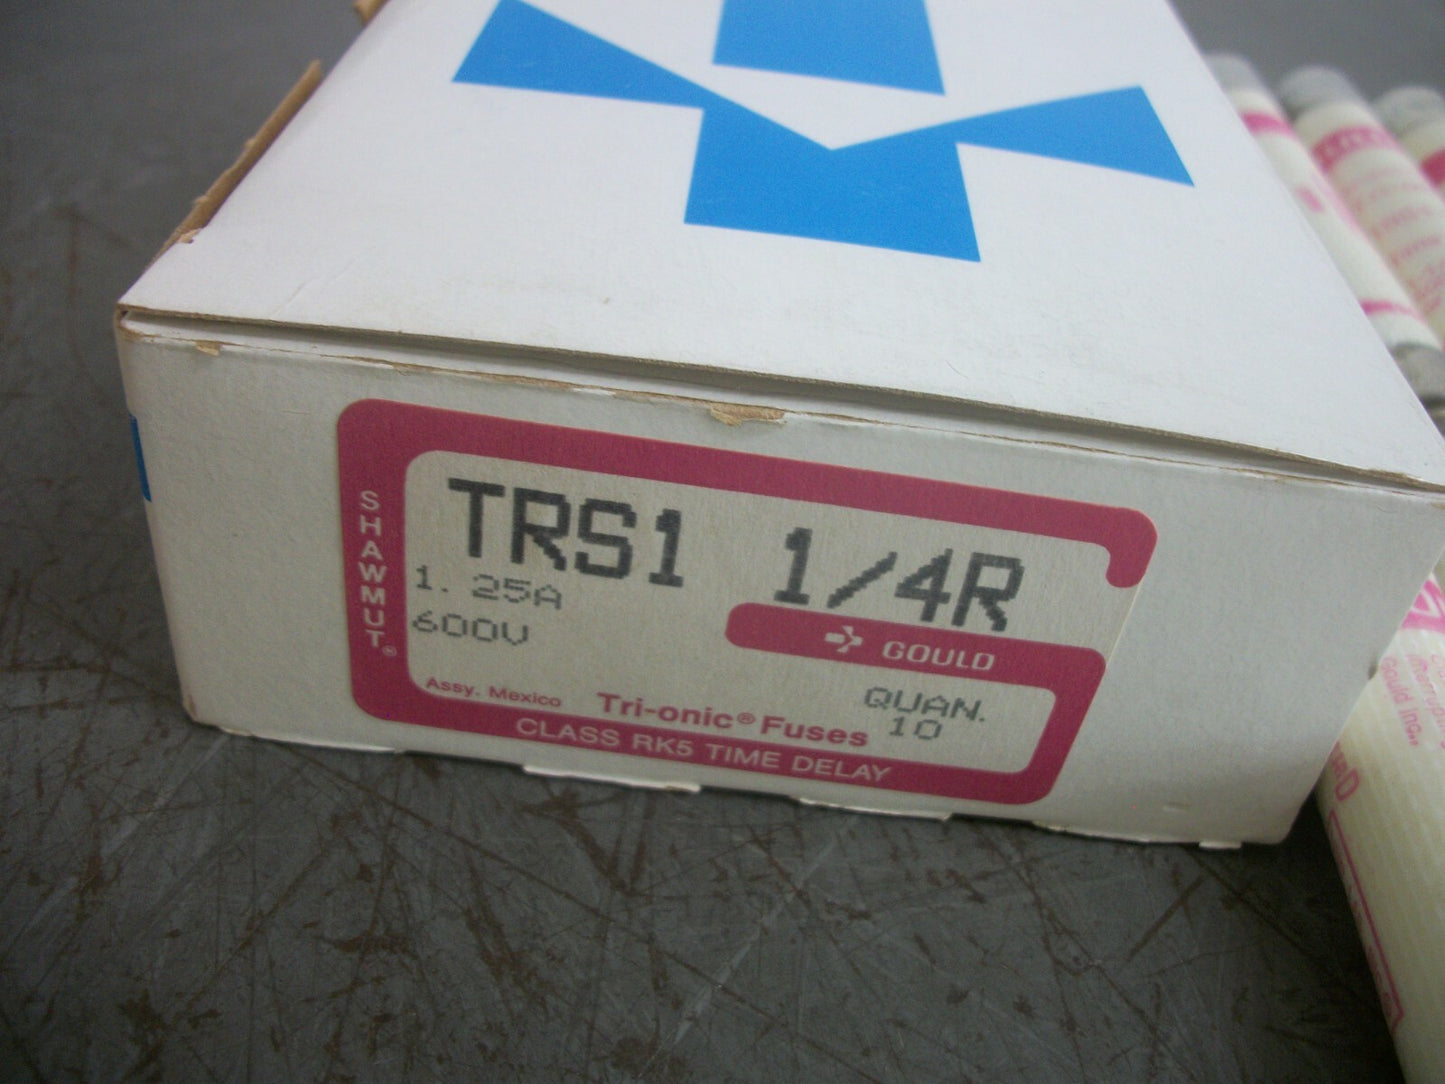 SHAWMUT®
TRS1 1/4R
1.25A
600V
GOULD
QUAN.
10
Assy. Mexico
Tri-onic® Fuses
CLASS RK5 TIME DELAY
Gould Inc.